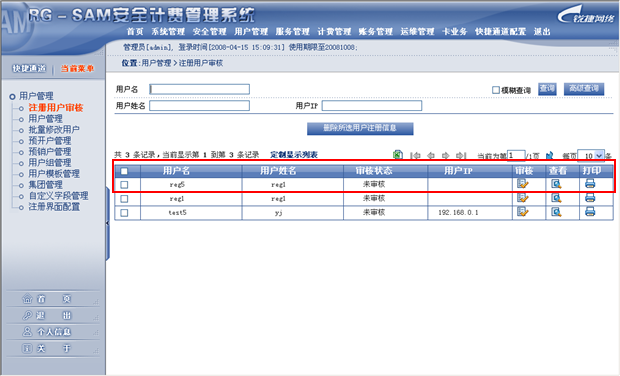 RG - SAM安全计费管理系统
锐捷网络
首页 系统管理 安全管理 用户管理 服务管理 计费管理 账务管理 运维管理 卡业务 快捷通道配置 退出
管理员[admin], 登录时间[2008-04-15 15:09:31] 使用期限至20081008;
快捷通道 当前菜单
位置:用户管理 > 注册用户审核
用户管理
注册用户审核
用户管理
批量修改用户
预开户管理
预销户管理
用户组管理
用户模板管理
集团管理
自定义字段管理
注册界面配置
首 页
退 出
个人信息
关 于
用户名 模糊查询 查询 高级查询
用户姓名 用户IP
删除所选用户注册信息
共 3 条记录,当前显示第 1 到第 3 条记录 定制显示列表 当前为第 1 /1页 每页 10 条
用户名 用户姓名 审核状态 用户IP 审核 查看 打印
reg5 reg1 未审核
reg1 reg1 未审核
test5 yj 未审核 192.168.0.1